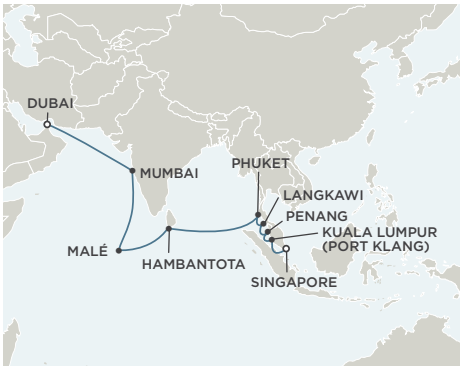 DUBAI
MUMBAI
PHUKET
LANGKAWI
PENANG
KUALA LUMPUR
(PORT KLANG)
MALÉ
HAMBANTOTA
SINGAPORE